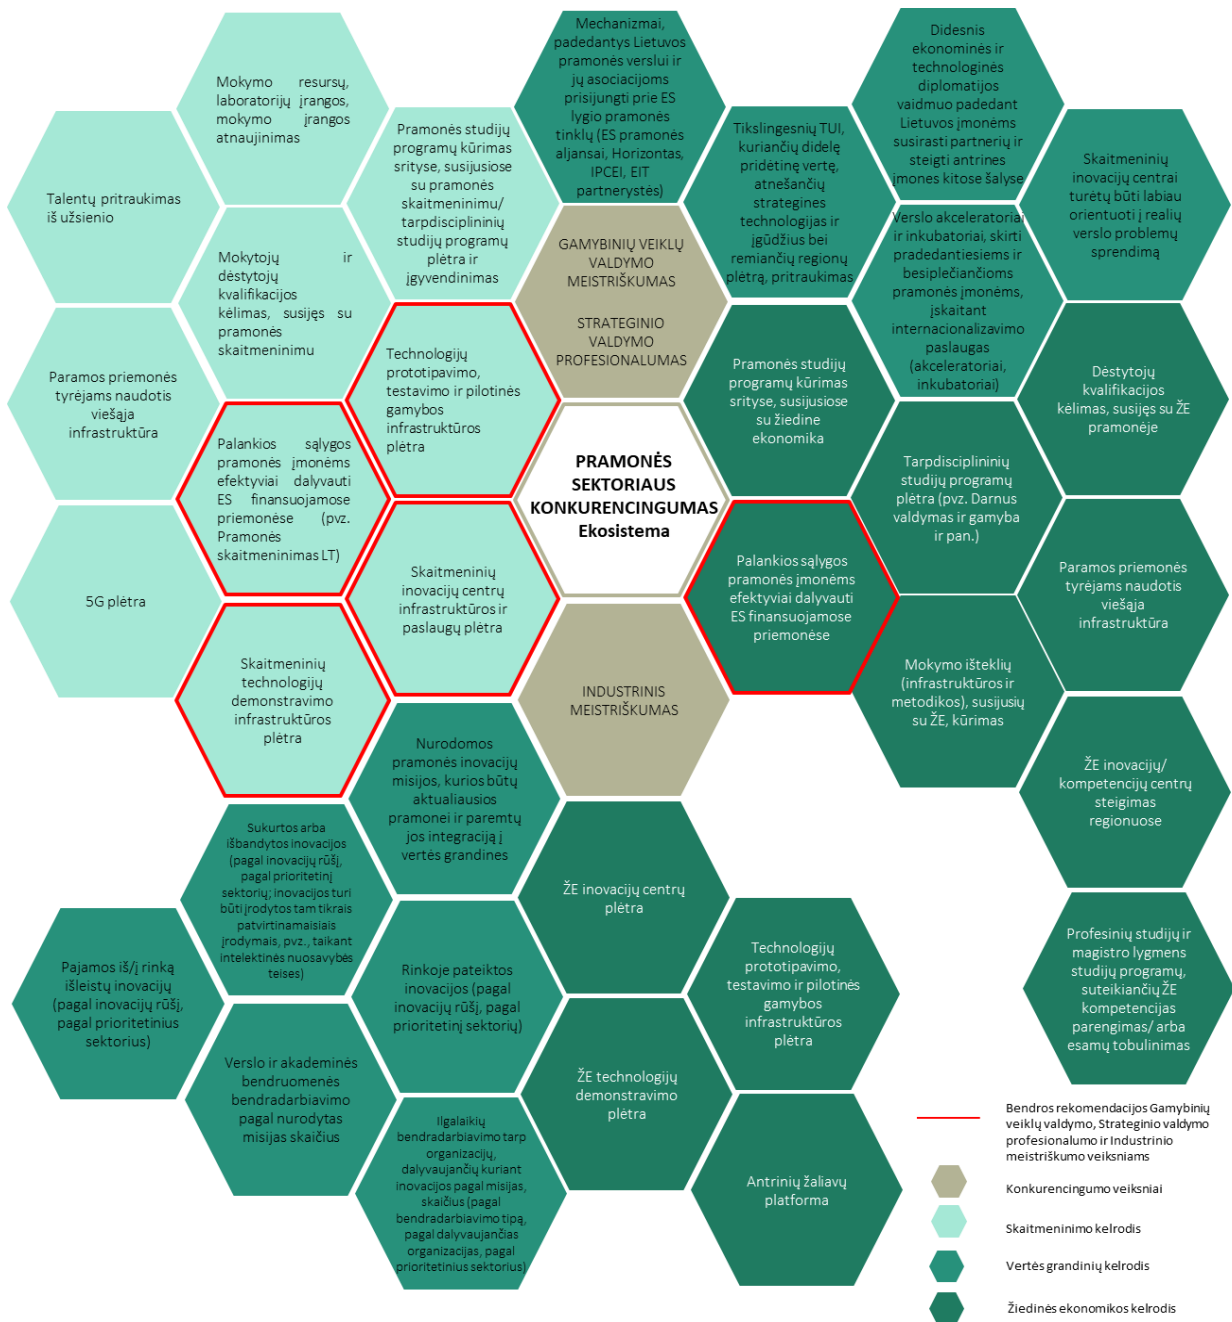 Mokymo resursų,
laboratorijų įrangos,
mokymo įrangos
atnaujinimas
Mechanizmai,
padedantys Lietuvos
pramonės verslui ir
jų asociacijoms
prisijungti prie ES
lygio pramonės
tinklų (ES pramonės
aljansai, Horizontas,
IPCEI, EIT
partnerystės)
Didesnis
ekonominės ir
technologinės
diplomatijos
vaidmuo padedant
Lietuvos įmonėms
susirasti partnerių ir
steigti antrines
įmones kitose šalyse
Talentų pritraukimas
iš užsienio
Pramonės studijų
programų kūrimas
srityse, susijusiose
su pramonės
skaitmeninimu/
tarpdisciplininių
studijų programų
plėtra ir
įgyvendinimas
Tikslingesnių TUI,
kuriančių didelę
pridėtinę vertę,
atnešančių
strategines
technologijas ir
įgūdžius bei
remiančių regionų
plėtrą, pritraukimas
Skaitmeninių
inovacijų centrai
turėtų būti labiau
orientuoti į realių
verslo problemų
sprendimą
Mokytojų ir
dėstytojų
kvalifikacijos
kėlimas, susijęs su
pramonės
skaitmeninimu
GAMYBINIŲ VEIKLŲ
VALDYMO
MEISTRIŠKUMAS
STRATEGINIO
VALDYMO
PROFESIONALUMAS
Verslo akceleratoriai
ir inkubatoriai, skirti
pradedantiesiems ir
besiplečiančioms
pramonės įmonėms,
įskaitant
internacionalizavimo
paslaugas
(akceleratoriai,
inkubatoriai)
Paramos priemonės
tyrėjams naudotis
viešąja
infrastruktūra
Technologijų
prototipavimo,
testavimo ir pilotinės
gamybos
infrastruktūros
plėtra
Pramonės studijų
programų kūrimas
srityse, susijusiose
su žiedine
ekonomika
Dėstytojų
kvalifikacijos
kėlimas, susijęs su ŽE
pramonėje
Palankios sąlygos
pramonės įmonėms
efektyviai dalyvauti
ES finansuojamose
priemonėse (pvz.
Pramonės
skaitmeninimas LT)
PRAMONĖS
SEKTORIAUS
KONKURENCINGUMAS
Ekosistema
Tarpdisciplininių
studijų programų
plėtra (pvz. Darnus
valdymas ir gamyba
ir pan.)
5G plėtra
Skaitmeninių
inovacijų centrų
infrastruktūros ir
paslaugų plėtra
Palankios sąlygos
pramonės įmonėms
efektyviai dalyvauti
ES finansuojamose
priemonėse
Paramos priemonės
tyrėjams naudotis
viešąja
infrastruktūra
Skaitmeninių
technologijų
demonstravimo
infrastruktūros
plėtra
INDUSTRINIS
MEISTRIŠKUMAS
Mokymo išteklių
(infrastruktūros ir
metodikos), susijusių
su ŽE, kūrimas
Nurodomos
pramonės inovacijų
misijos, kurios būtų
aktualiausios
pramonei ir paremtų
jos integraciją į
vertės grandines
ŽE inovacijų/
kompetencijų centrų
steigimas
regionuose
Sukurtos arba
išbandytos inovacijos
(pagal inovacijų rūšį,
pagal prioritetinį
sektorių; inovacijos turi
būti įrodytos tam tikrais
patvirtinamaisiais
įrodymais, pvz., taikant
intelektinės nuosavybės
teises)
ŽE inovacijų centrų
plėtra
Pajamos iš/į rinką
išleistų inovacijų
(pagal inovacijų rūšį,
pagal prioritetinius
sektorius)
Rinkoje pateiktos
inovacijos (pagal
inovacijų rūšį, pagal
prioritetinį sektorių)
Technologijų
prototipavimo,
testavimo ir pilotinės
gamybos
infrastruktūros
plėtra
Profesinių studijų ir
magistro lygmens
studijų programų,
suteikiančių ŽE
kompetencijas
parengimas/ arba
esamų tobulinimas
Verslo ir akademinės
bendruomenės
bendradarbiavimo
pagal nurodytas
misijas skaičius
ŽE technologijų
demonstravimo
plėtra
Ilgalaikių
bendradarbiavimo tarp
organizacijų,
dalyvaujančių kuriant
inovacijos pagal misijas,
skaičius (pagal
bendradarbiavimo tipą,
pagal dalyvaujančias
organizacijas, pagal
prioritetinius sektorius)
Antrinių žaliavų
platforma
Bendros rekomendacijos Gamybinių
veiklų valdymo, Strateginio valdymo
profesionalumo ir Industrinio
meistriškumo veiksniams
Konkurencingumo veiksniai
Skaitmeninimo kelrodis
Vertės grandinių kelrodis
Žiedinės ekonomikos kelrodis